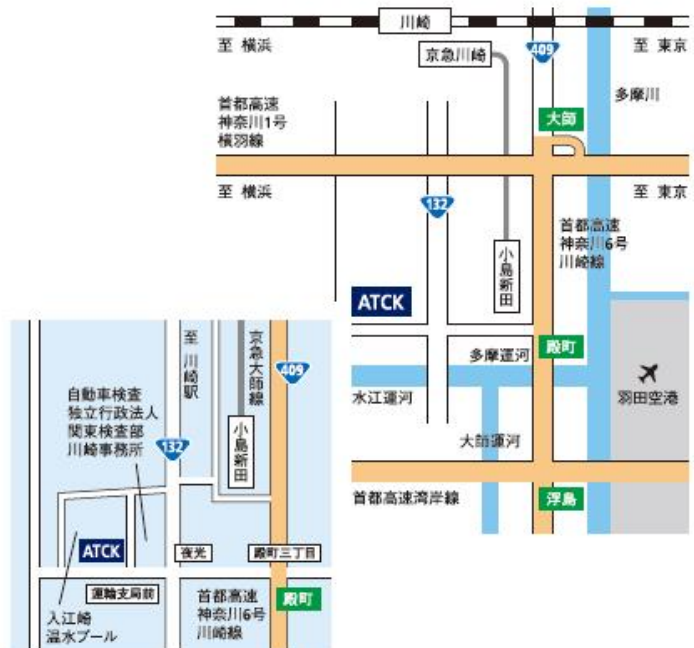 川崎
至 横浜
京急川崎
409
至 東京
首都高速
神奈川1号
横羽線
大師
多摩川
至 横浜
132
至 東京
首都高速
神奈川6号
川崎線
小島新田
ATCK
殿町
多摩運河
水江運河
羽田空港
大師運河
首都高速湾岸線
浮島
至 川崎駅
京急大師線
409
自動車検査
独立行政法人
関東検査部
川崎事務所
132
小島新田
ATCK
夜光
殿町三丁目
運輸支局前
首都高速
神奈川6号
川崎線
殿町
入江崎
温水プール